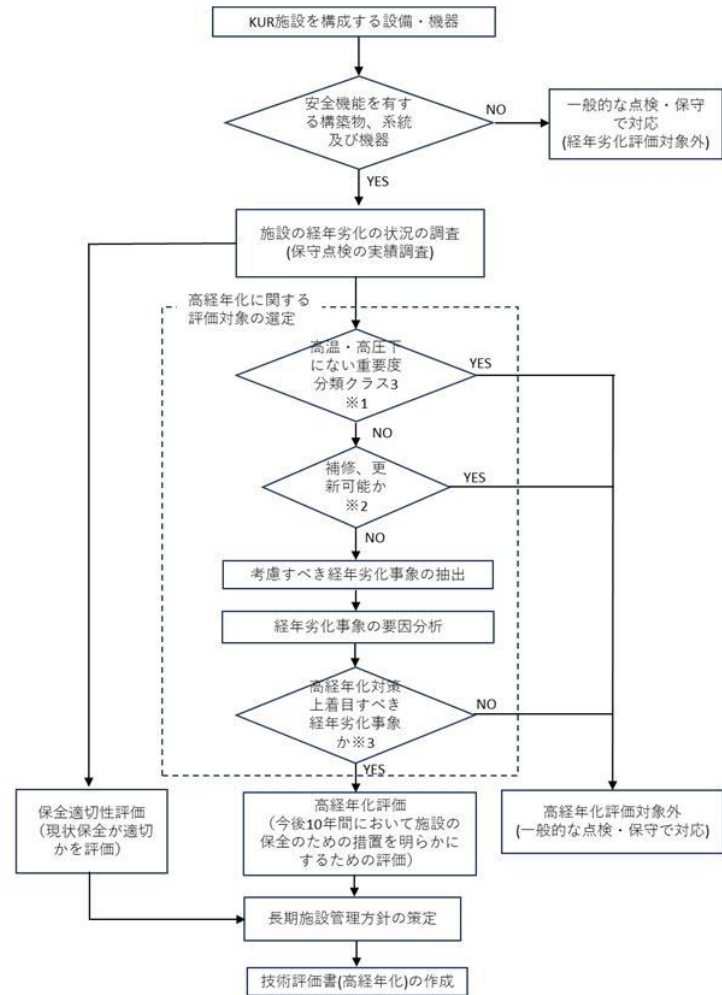 KUR施設を構成する設備・機器
安全機能を有す
る構築物、系統
及び機器
NO
一般的な点検・保守
で対応
(経年劣化評価対象外)
YES
施設の経年劣化の状況の調査
(保守点検の実績調査)
高経年化に関する
評価対象の選定
高温・高圧下
にない重要度
分類クラス3
※1
YES
NO
補修、更
新可能か
※2
YES
NO
考慮すべき経年劣化事象の抽出
経年劣化事象の要因分析
高経年化対策
上着目すべき
経年劣化事象
か※3
NO
YES
保全適切性評価
（現状保全が適切
かを評価）
高経年化評価
（今後10年間において施設の
保全のための措置を明らかに
するための評価）
高経年化評価対象外
(一般的な点検・保守で対応)
長期施設管理方針の策定
技術評価書(高経年化)の作成